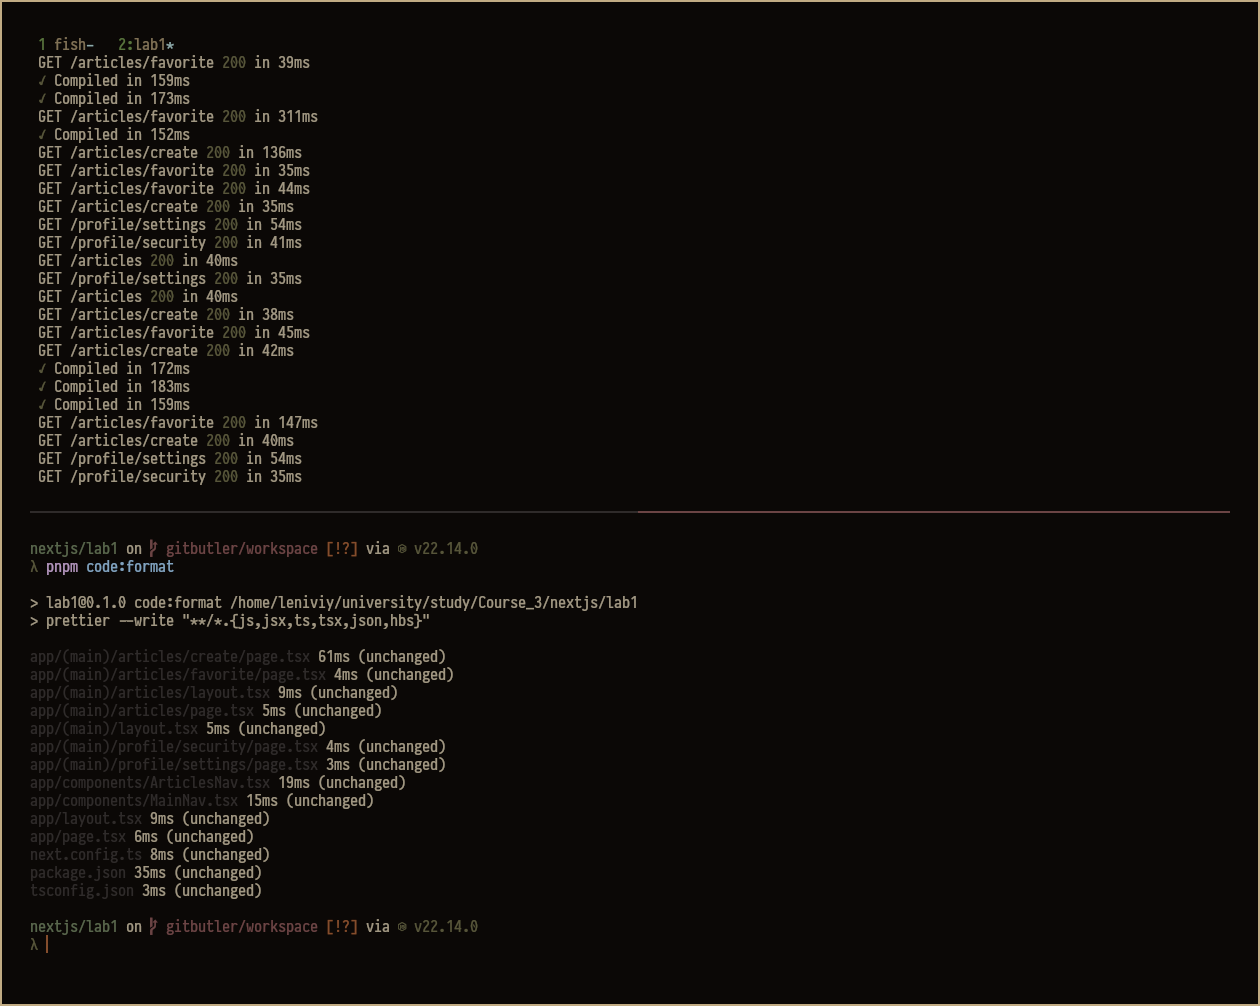 1 fish-  2:lab1*
GET /articles/favorite 200 in 39ms
✓ Compiled in 159ms
✓ Compiled in 173ms
GET /articles/favorite 200 in 311ms
✓ Compiled in 152ms
GET /articles/create 200 in 136ms
GET /articles/favorite 200 in 35ms
GET /articles/favorite 200 in 44ms
GET /articles/create 200 in 35ms
GET /profile/settings 200 in 54ms
GET /profile/security 200 in 41ms
GET /articles 200 in 40ms
GET /profile/settings 200 in 35ms
GET /articles 200 in 40ms
GET /articles/create 200 in 38ms
GET /articles/favorite 200 in 45ms
GET /articles/create 200 in 42ms
✓ Compiled in 172ms
✓ Compiled in 183ms
✓ Compiled in 159ms
GET /articles/favorite 200 in 147ms
GET /articles/create 200 in 40ms
GET /profile/settings 200 in 54ms
GET /profile/security 200 in 35ms
nextjs/lab1 on gitbutler/workspace [!?] via v22.14.0
λ pnpm code:format
> lab1@0.1.0 code:format /home/leniviy/university/study/Course_3/nextjs/lab1
> prettier --write "**/*.{js,jsx,ts,tsx,json,hbs}"
app/(main)/articles/create/page.tsx 61ms (unchanged)
app/(main)/articles/favorite/page.tsx 4ms (unchanged)
app/(main)/articles/layout.tsx 9ms (unchanged)
app/(main)/articles/page.tsx 5ms (unchanged)
app/(main)/layout.tsx 5ms (unchanged)
app/(main)/profile/security/page.tsx 4ms (unchanged)
app/(main)/profile/settings/page.tsx 3ms (unchanged)
app/components/ArticlesNav.tsx 19ms (unchanged)
app/components/MainNav.tsx 15ms (unchanged)
app/layout.tsx 9ms (unchanged)
app/page.tsx 6ms (unchanged)
next.config.ts 8ms (unchanged)
package.json 35ms (unchanged)
tsconfig.json 3ms (unchanged)
nextjs/lab1 on gitbutler/workspace [!?] via v22.14.0
λ